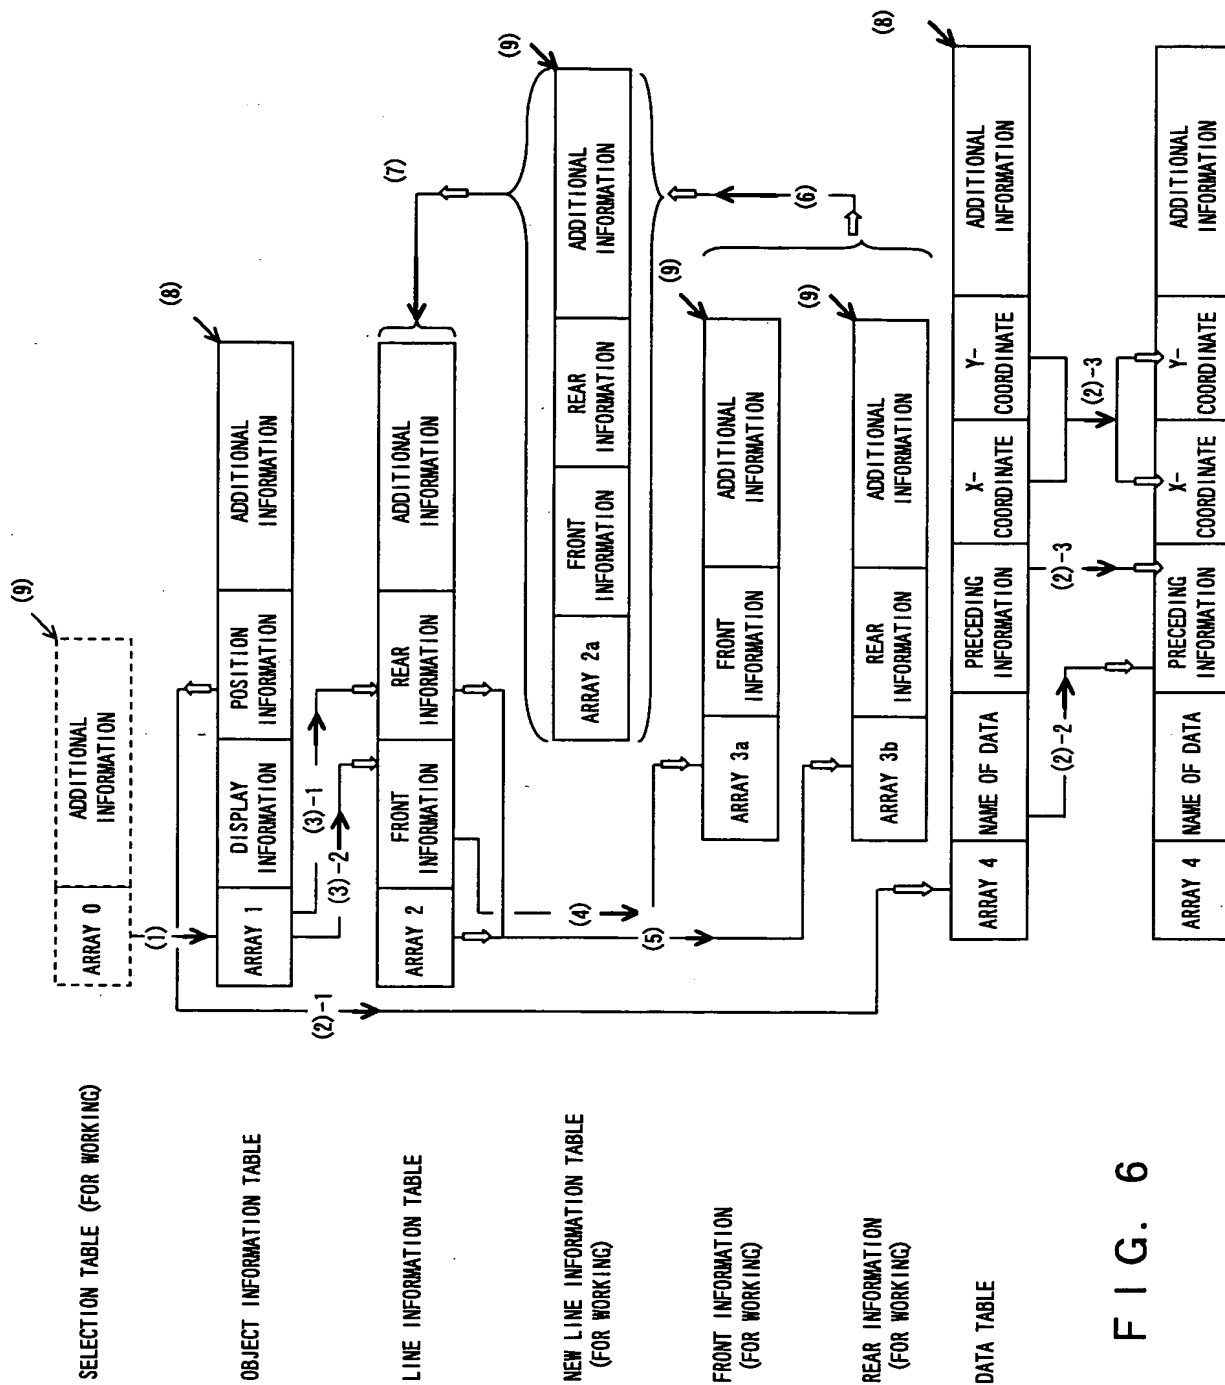 SELECTION TABLE (FOR WORKING)
ARRAY 0
ADDITIONAL
INFORMATION
(9)
(1)
OBJECT INFORMATION TABLE
ARRAY 1
DISPLAY
INFORMATION
POSITION
INFORMATION
ADDITIONAL
INFORMATION
(8)
(2)-1
(3)-2
(3)-1
LINE INFORMATION TABLE
ARRAY 2
FRONT
INFORMATION
REAR
INFORMATION
ADDITIONAL
INFORMATION
(7)
NEW LINE INFORMATION TABLE
(FOR WORKING)
ARRAY 2a
FRONT
INFORMATION
REAR
INFORMATION
ADDITIONAL
INFORMATION
(9)
(4)
(5)
(6)
FRONT INFORMATION
(FOR WORKING)
ARRAY 3a
FRONT
INFORMATION
ADDITIONAL
INFORMATION
(9)
REAR INFORMATION
(FOR WORKING)
ARRAY 3b
REAR
INFORMATION
ADDITIONAL
INFORMATION
(9)
DATA TABLE
ARRAY 4
NAME OF DATA
PRECEDING
INFORMATION
X-
COORDINATE
Y-
COORDINATE
ADDITIONAL
INFORMATION
(8)
(2)-2
(2)-3
(2)-3
ARRAY 4
NAME OF DATA
PRECEDING
INFORMATION
X-
COORDINATE
Y-
COORDINATE
ADDITIONAL
INFORMATION
FIG. 6